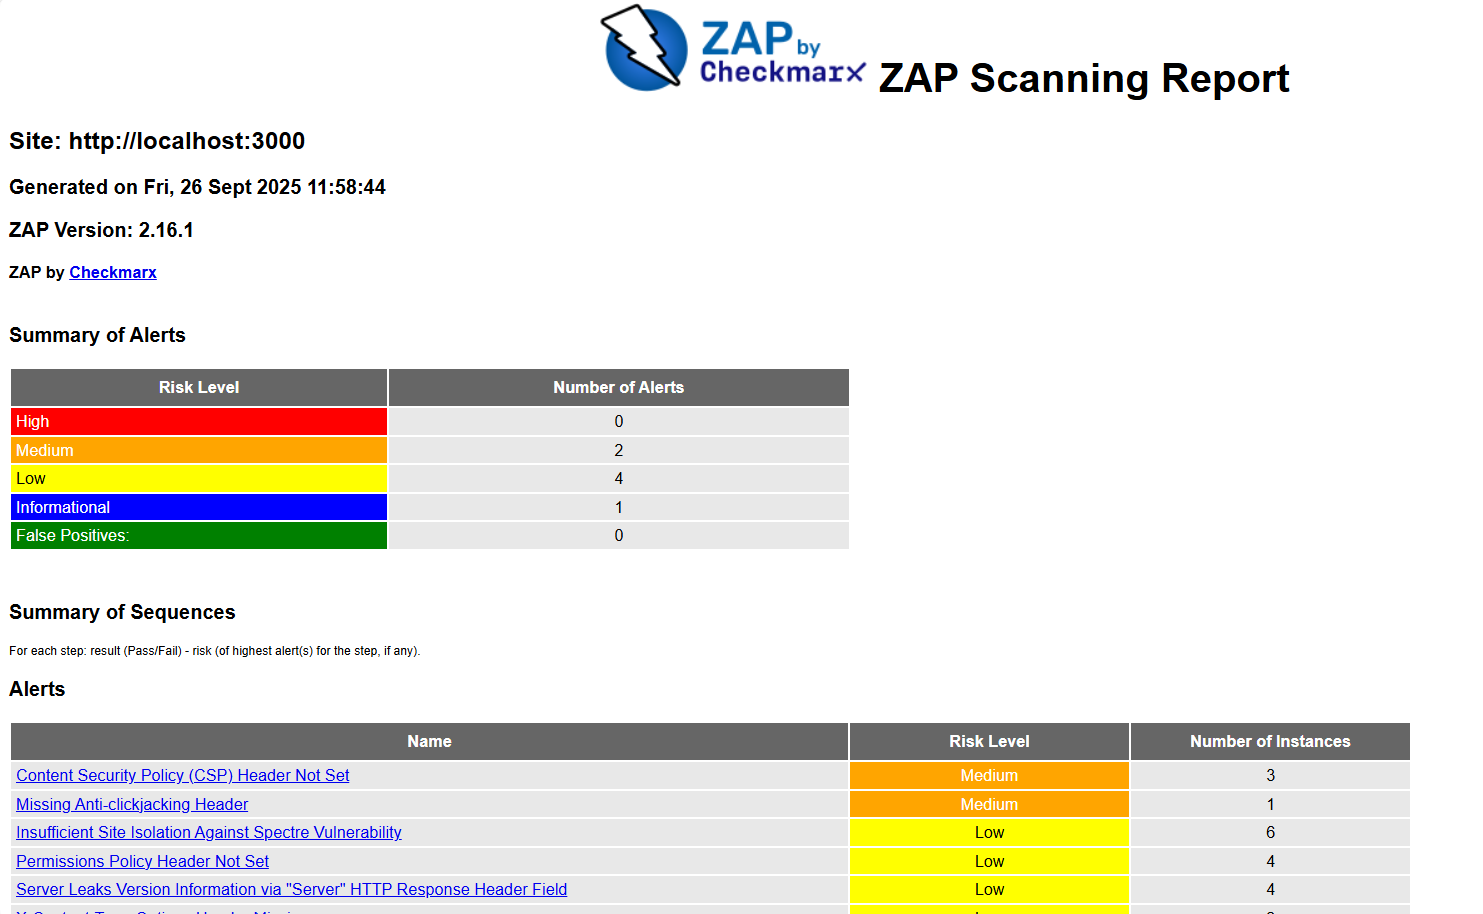 ZAP by
Checkmarx ZAP Scanning Report
Site: http://localhost:3000
Generated on Fri, 26 Sept 2025 11:58:44
ZAP Version: 2.16.1
ZAP by Checkmarx
Summary of Alerts
Risk Level Number of Alerts
High 0
Medium 2
Low 4
Informational 1
False Positives: 0
Summary of Sequences
For each step: result (Pass/Fail) - risk (of highest alert(s) for the step, if any).
Alerts
Name Risk Level Number of Instances
Content Security Policy (CSP) Header Not Set Medium 3
Missing Anti-clickjacking Header Medium 1
Insufficient Site Isolation Against Spectre Vulnerability Low 6
Permissions Policy Header Not Set Low 4
Server Leaks Version Information via "Server" HTTP Response Header Field Low 4